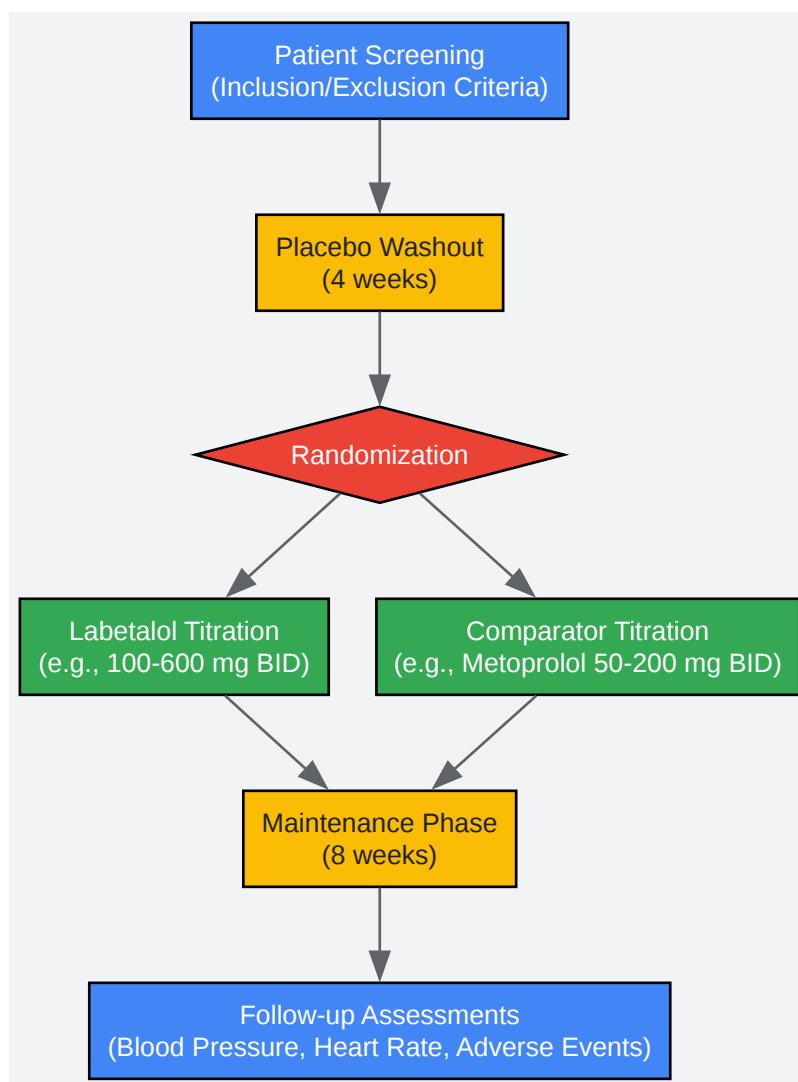 Patient Screening
(Inclusion/Exclusion Criteria)
Placebo Washout
(4 weeks)
Randomization
Labetalol Titration
(e.g., 100-600 mg BID)
Comparator Titration
(e.g., Metoprolol 50-200 mg BID)
Maintenance Phase
(8 weeks)
Follow-up Assessments
(Blood Pressure, Heart Rate, Adverse Events)